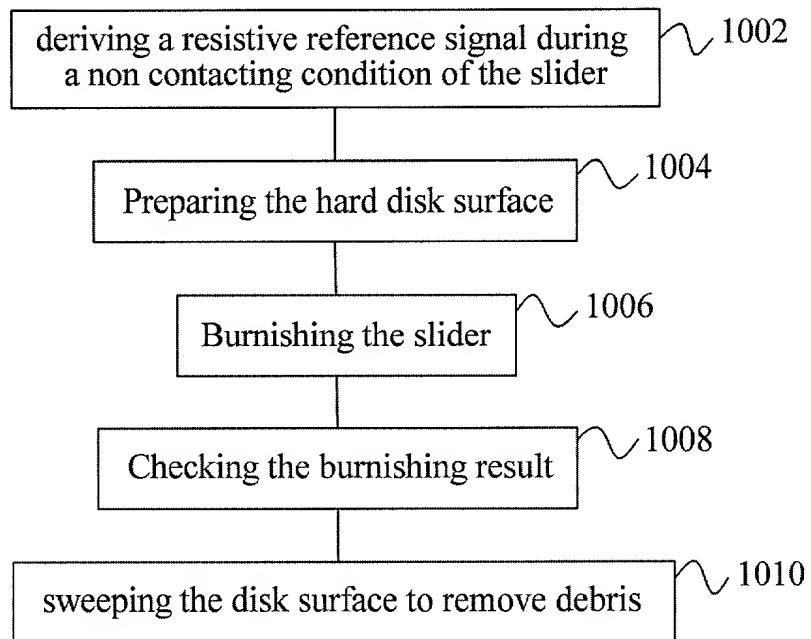 deriving a resistive reference signal during
a non contacting condition of the slider
1002
Preparing the hard disk surface
1004
Burnishing the slider
1006
Checking the burnishing result
1008
sweeping the disk surface to remove debris
1010